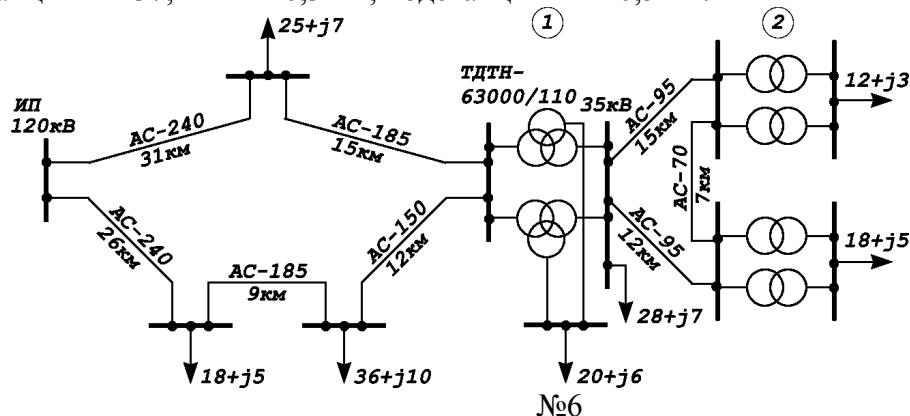 25+j7
1
2
ИП
120кВ
АС-240
31км
АС-185
15км
ТДТН-
63000/110
35кВ
АС-95
15км
12+j3
АС-70
7км
АС-240
26км
АС-150
12км
АС-185
9км
АС-95
12км
18+j5
28+j7
18+j5
36+j10
20+j6
№6